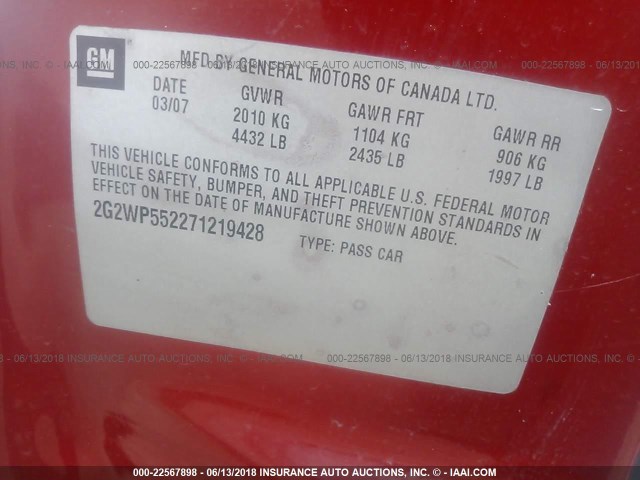 GM
MFD BY GENERAL MOTORS OF CANADA LTD.
DATE GVWR GAWR FRT GAWR RR
03/07 2010 KG 1104 KG 906 KG
4432 LB 2435 LB 1997 LB
THIS VEHICLE CONFORMS TO ALL APPLICABLE U.S. FEDERAL MOTOR
VEHICLE SAFETY, BUMPER, AND THEFT PREVENTION STANDARDS IN
EFFECT ON THE DATE OF MANUFACTURE SHOWN ABOVE.
2G2WP552271219428 TYPE: PASS CAR
000-22567898 - 06/13/2018 INSURANCE AUTO AUCTIONS, INC. - © IAAI.COM